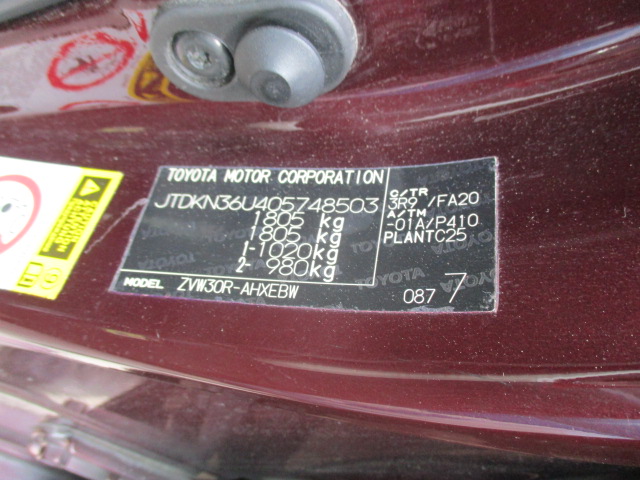 TOYOTA MOTOR CORPORATION
JTDKN36U405748503
1805 kg
1805 kg
1-1020kg
2- 980kg
MODEL ZVW30R-AHXEBW
C/TR
3R9 /FA20
A/TM
-01A/P410
PLANTC25
087 7